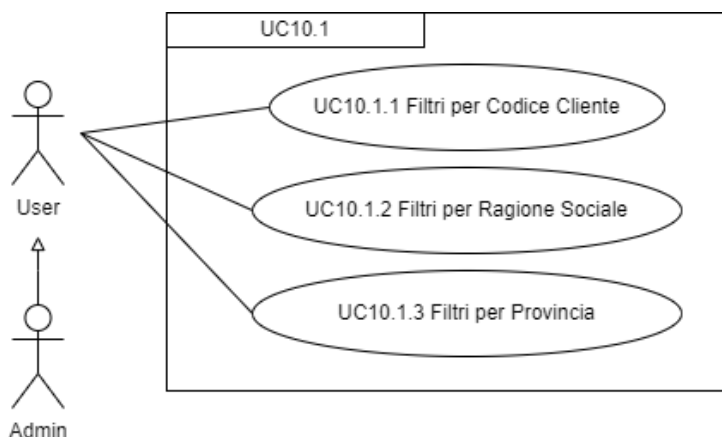 UC10.1
UC10.1.1 Filtri per Codice Cliente
User
UC10.1.2 Filtri per Ragione Sociale
UC10.1.3 Filtri per Provincia
Admin